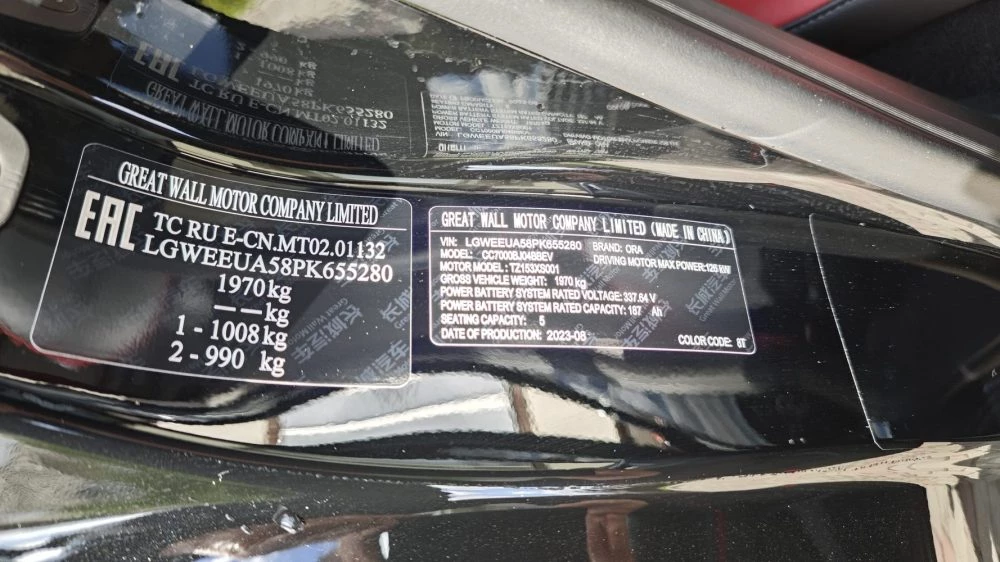 GREAT WALL MOTOR COMPANY LIMITED
EAC TC RU E-CN.MT02.01132
LGWEEUA58PK655280
1970 kg
— — kg
1 - 1008 kg
2 - 990 kg
GREAT WALL MOTOR COMPANY LIMITED (MADE IN CHINA)
VIN: LGWEEUA58PK655280 BRAND: ORA
MODEL: CC7000BJ04BBEV DRIVING MOTOR MAX POWER:126 kW
MOTOR MODEL: TZ153XS001
GROSS VEHICLE WEIGHT: 1970 kg
POWER BATTERY SYSTEM RATED VOLTAGE: 337.64 V
POWER BATTERY SYSTEM RATED CAPACITY: 187 Ah
SEATING CAPACITY: 5
DATE OF PRODUCTION: 2023-08 COLOR CODE: 8T